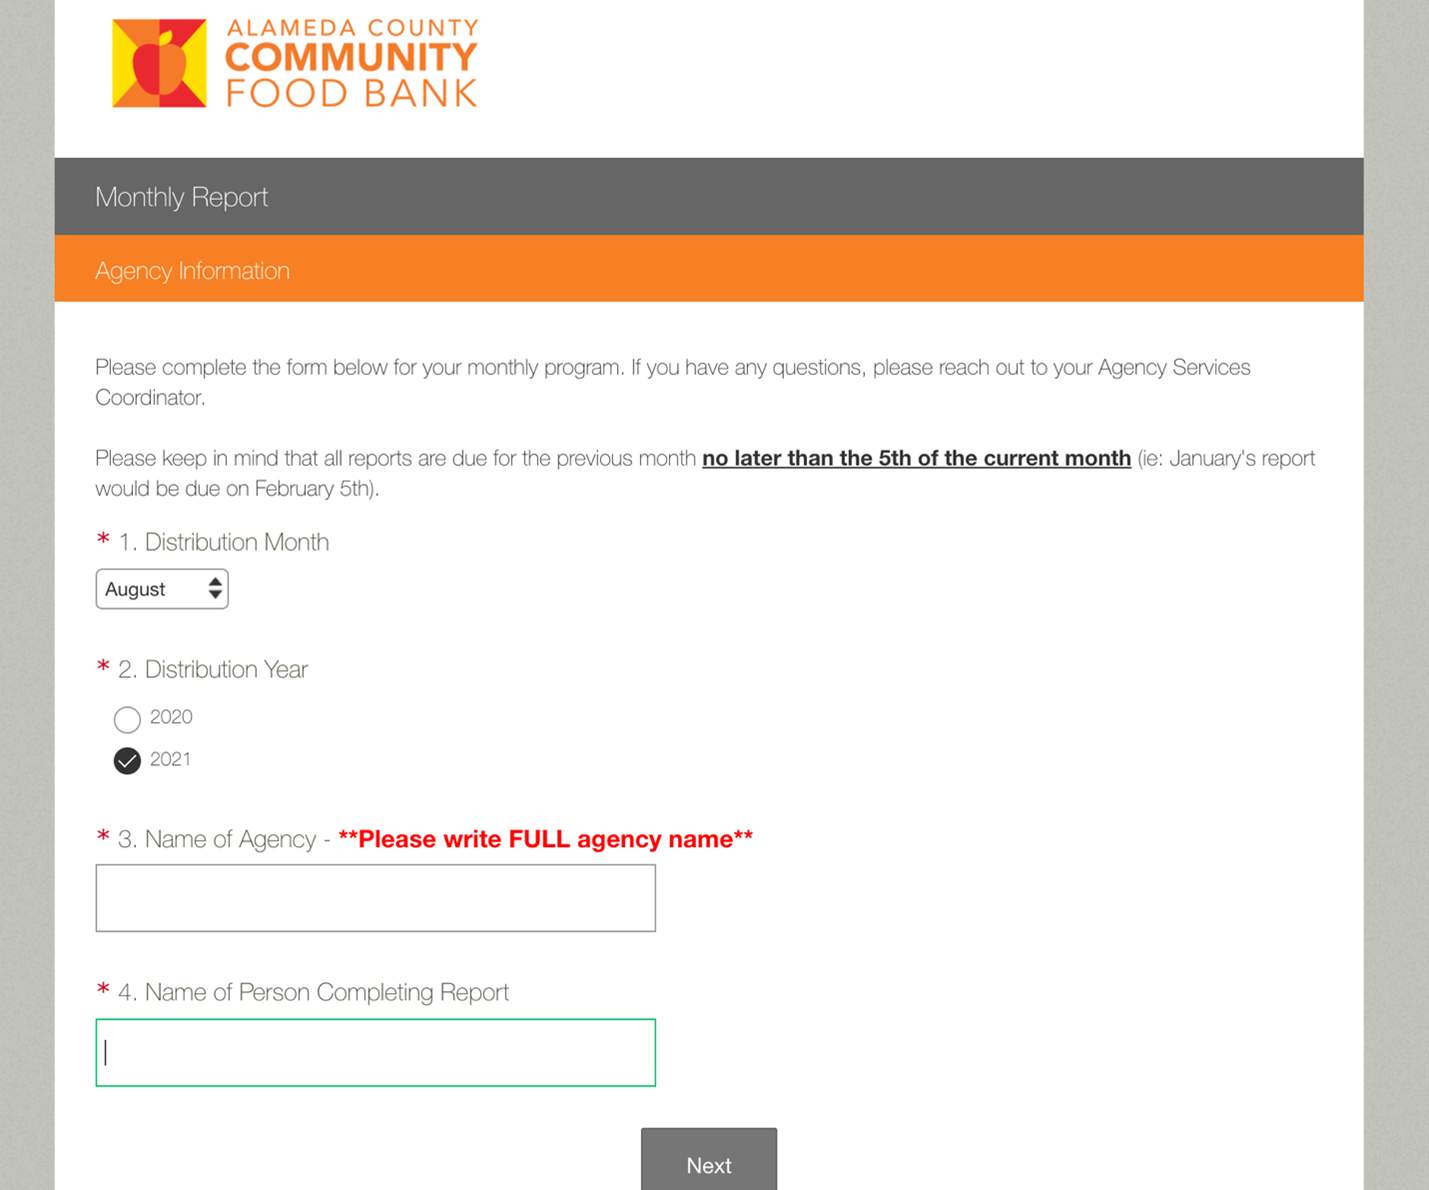 ALAMEDA COUNTY
COMMUNITY
FOOD BANK
Monthly Report
Agency Information
Please complete the form below for your monthly program. If you have any questions, please reach out to your Agency Services
Coordinator.
Please keep in mind that all reports are due for the previous month no later than the 5th of the current month (ie: January's report
would be due on February 5th).
* 1. Distribution Month
August
* 2. Distribution Year
2020
2021
* 3. Name of Agency - **Please write FULL agency name**
* 4. Name of Person Completing Report
Next